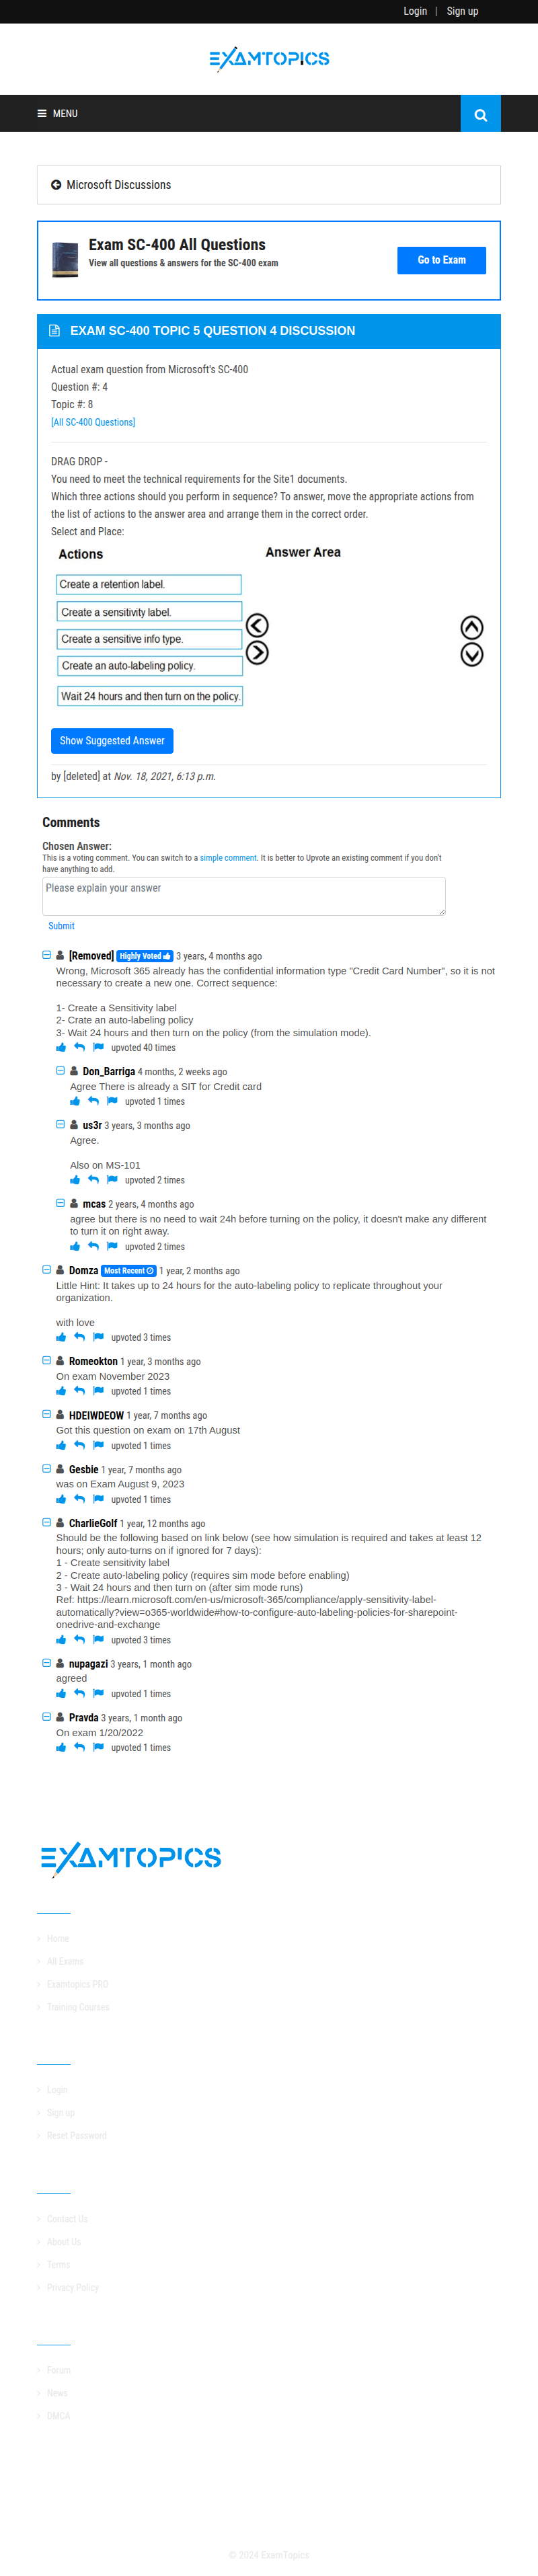 Login | Sign up
EXAMTOPICS
MENU
Microsoft Discussions
Exam SC-400 All Questions
View all questions & answers for the SC-400 exam
Go to Exam
EXAM SC-400 TOPIC 5 QUESTION 4 DISCUSSION
Actual exam question from Microsoft's SC-400
Question #: 4
Topic #: 8
[All SC-400 Questions]
DRAG DROP -
You need to meet the technical requirements for the Site1 documents.
Which three actions should you perform in sequence? To answer, move the appropriate actions from
the list of actions to the answer area and arrange them in the correct order.
Select and Place:
Actions
Answer Area
Create a retention label.
Create a sensitivity label.
Create a sensitive info type.
Create an auto-labeling policy.
Wait 24 hours and then turn on the policy.
Show Suggested Answer
by [deleted] at Nov. 18, 2021, 6:13 p.m.
Comments
Chosen Answer:
This is a voting comment. You can switch to a simple comment. It is better to Upvote an existing comment if you don't
have anything to add.
Please explain your answer
Submit
[Removed] Highly Voted 3 years, 4 months ago
Wrong, Microsoft 365 already has the confidential information type "Credit Card Number", so it is not
necessary to create a new one. Correct sequence:
1- Create a Sensitivity label
2- Crate an auto-labeling policy
3- Wait 24 hours and then turn on the policy (from the simulation mode).
upvoted 40 times
Don_Barriga 4 months, 2 weeks ago
Agree There is already a SIT for Credit card
upvoted 1 times
us3r 3 years, 3 months ago
Agree.
Also on MS-101
upvoted 2 times
mcas 2 years, 4 months ago
agree but there is no need to wait 24h before turning on the policy, it doesn't make any different
to turn it on right away.
upvoted 2 times
Domza Most Recent 1 year, 2 months ago
Little Hint: It takes up to 24 hours for the auto-labeling policy to replicate throughout your
organization.
with love
upvoted 3 times
Romeokton 1 year, 3 months ago
On exam November 2023
upvoted 1 times
HDEIWDEOW 1 year, 7 months ago
Got this question on exam on 17th August
upvoted 1 times
Gesbie 1 year, 7 months ago
was on Exam August 9, 2023
upvoted 1 times
CharlieGolf 1 year, 12 months ago
Should be the following based on link below (see how simulation is required and takes at least 12
hours; only auto-turns on if ignored for 7 days):
1 - Create sensitivity label
2 - Create auto-labeling policy (requires sim mode before enabling)
3 - Wait 24 hours and then turn on (after sim mode runs)
Ref: https://learn.microsoft.com/en-us/microsoft-365/compliance/apply-sensitivity-label-
automatically?view=o365-worldwide#how-to-configure-auto-labeling-policies-for-sharepoint-
onedrive-and-exchange
upvoted 3 times
nupagazi 3 years, 1 month ago
agreed
upvoted 1 times
Pravda 3 years, 1 month ago
On exam 1/20/2022
upvoted 1 times
EXAMTOPICS
Home
All Exams
Examtopics PRO
Training Courses
Login
Sign up
Reset Password
Contact Us
About Us
Terms
Privacy Policy
Forum
News
DMCA
© 2024 ExamTopics